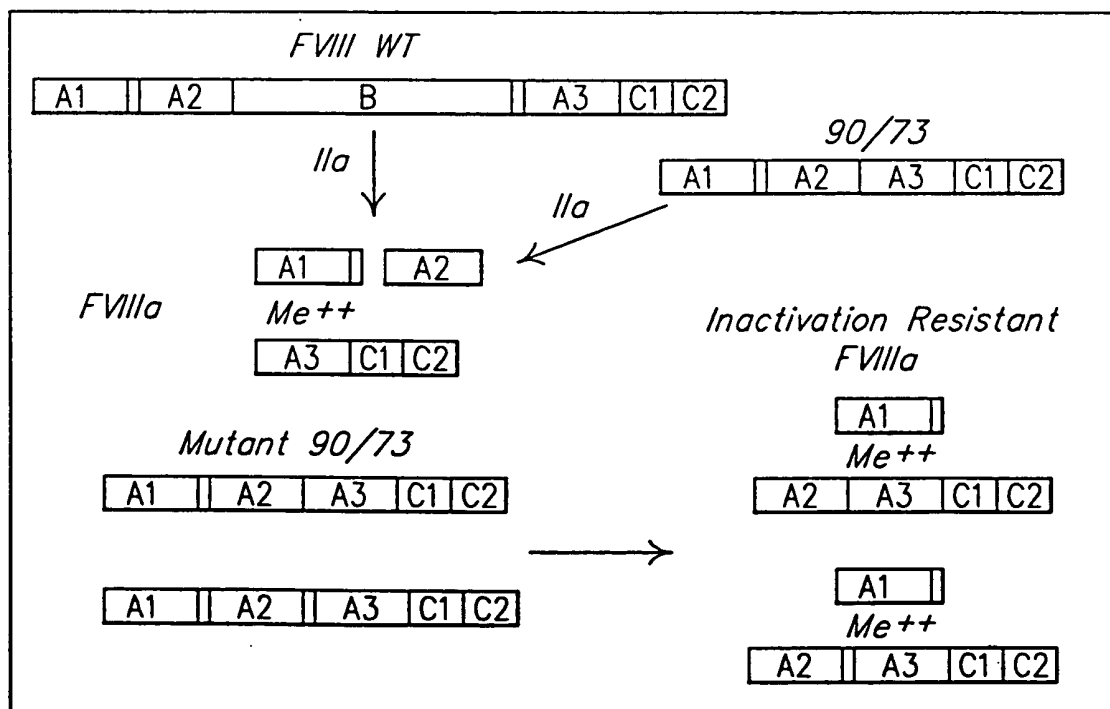 FVIII WT
A1 A2 B A3 C1 C2
90/73
A1 A2 A3 C1 C2
IIa
IIa
A1 A2
FVIIIa
Me++
A3 C1 C2
Inactivation Resistant
FVIIIa
A1
Me++
A2 A3 C1 C2
Mutant 90/73
A1 A2 A3 C1 C2
A1 A2 A3 C1 C2
A1
Me++
A2 A3 C1 C2